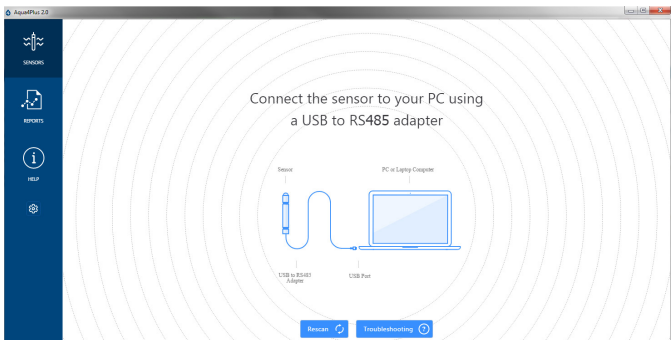 Aqua4Plus 2.0
SENSORS
REPORTS
HELP
Connect the sensor to your PC using
a USB to RS485 adapter
Sensor
PC or Laptop Computer
USB to RS485
Adapter
USB Port
Rescan
Troubleshooting ?